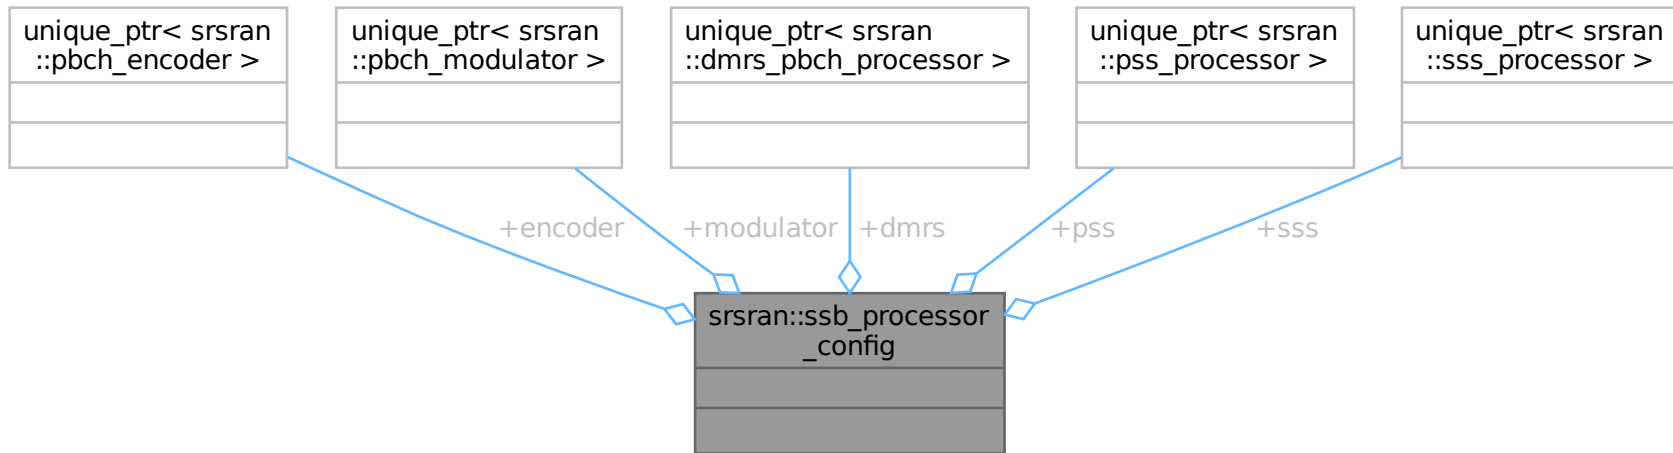 unique_ptr< srsran
::pbch_encoder >
unique_ptr< srsran
::pbch_modulator >
unique_ptr< srsran
::dmrs_pbch_processor >
unique_ptr< srsran
::pss_processor >
unique_ptr< srsran
::sss_processor >
+encoder
+modulator
+dmrs
+pss
+sss
srsran::ssb_processor
_config